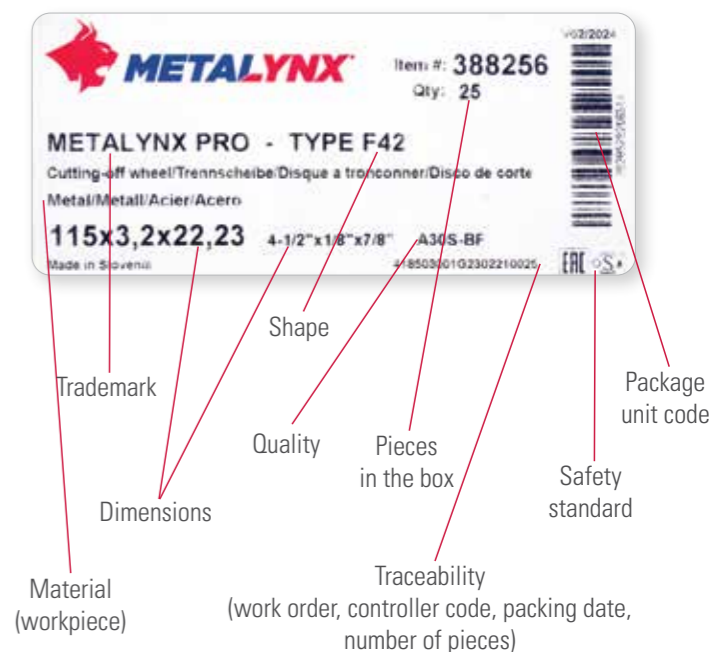 V02/2024
METALYNX
Item #: 388256
Qty: 25
METALYNX PRO - TYPE F42
Cutting-off wheel/Trennscheibe/Disque a tronconner/Disco de corte
Metal/Metall/Acier/Acero
115x3,2x22,23 4-1/2"x1/8"x7/8" A30S-BF
Made in Slovenia
418503001G2302210025
EAC oS
Shape
Trademark
Package
unit code
Quality
Pieces
in the box
Safety
standard
Dimensions
Material
(workpiece)
Traceability
(work order, controller code, packing date,
number of pieces)